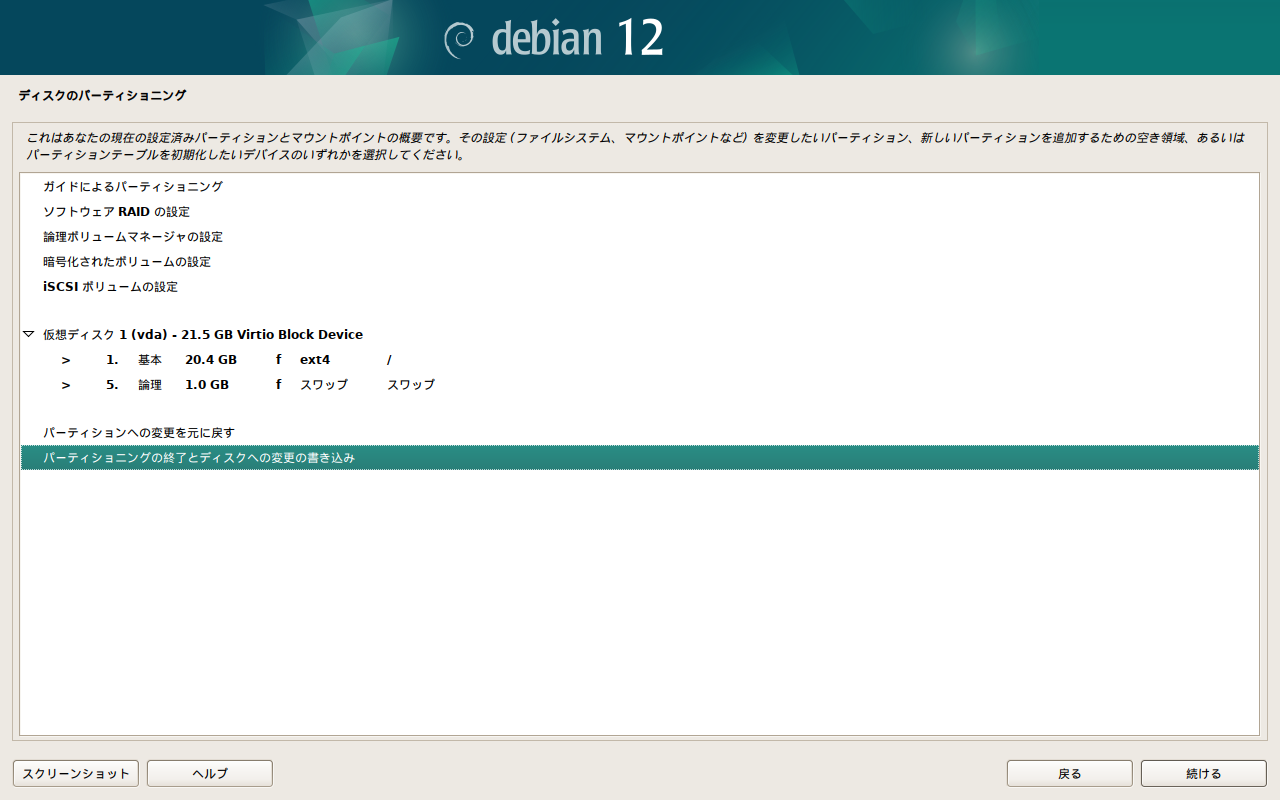 debian 12
ディスクのパーティショニング
これはあなたの現在の設定済みパーティションとマウントポイントの概要です。その設定 (ファイルシステム、マウントポイントなど) を変更したいパーティション、新しいパーティションを追加するための空き領域、あるいは
パーティションテーブルを初期化したいデバイスのいずれかを選択してください。
ガイドによるパーティショニング
ソフトウェア RAID の設定
論理ボリュームマネージャの設定
暗号化されたボリュームの設定
iSCSI ボリュームの設定
仮想ディスク 1 (vda) - 21.5 GB Virtio Block Device
> 1. 基本 20.4 GB f ext4 /
> 5. 論理 1.0 GB f スワップ スワップ
パーティションへの変更を元に戻す
パーティショニングの終了とディスクへの変更の書き込み
スクリーンショット ヘルプ 戻る 続ける